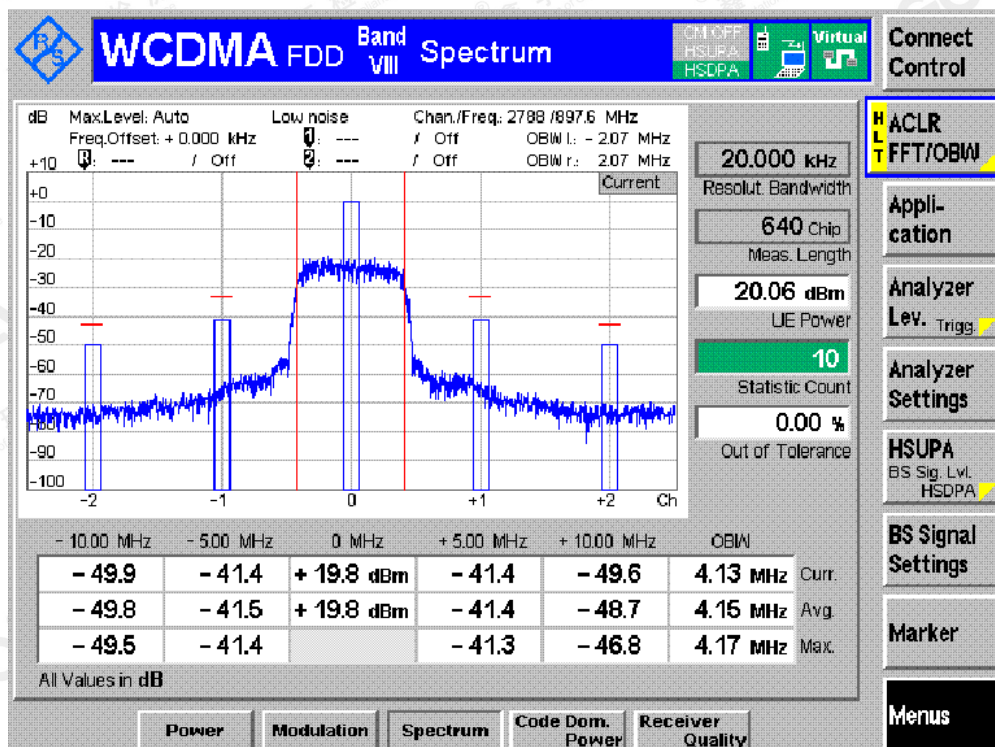 R&S
WCDMA FDD Band VIII Spectrum
CM OFF
HSUPA
HSDPA
Virtual
Connect Control
dB Max.Level: Auto Low noise Chan./Freq.: 2788 /897.6 MHz
Freq.Offset: + 0.000 kHz 1: --- / Off OBW l.: - 2.07 MHz
R: --- / Off 2: --- / Off OBW r.: 2.07 MHz
Current
+10
+0
-10
-20
-30
-40
-50
-60
-70
-80
-90
-100
-2 -1 0 +1 +2 Ch
20.000 kHz
Resolut. Bandwidth
640 Chip
Meas. Length
20.06 dBm
UE Power
10
Statistic Count
0.00 %
Out of Tolerance
- 10.00 MHz - 5.00 MHz 0 MHz + 5.00 MHz + 10.00 MHz OBW
- 49.9 - 41.4 + 19.8 dBm - 41.4 - 49.6 4.13 MHz Curr.
- 49.8 - 41.5 + 19.8 dBm - 41.4 - 48.7 4.15 MHz Avg.
- 49.5 - 41.4 - 41.3 - 46.8 4.17 MHz Max.
All Values in dB
HLT
ACLR
FFT/OBW
Appli-
cation
Analyzer
Lev. Trigg.
Analyzer
Settings
HSUPA
BS Sig. Lvl.
HSDPA
BS Signal
Settings
Marker
Menus
Power Modulation Spectrum Code Dom. Power Receiver Quality